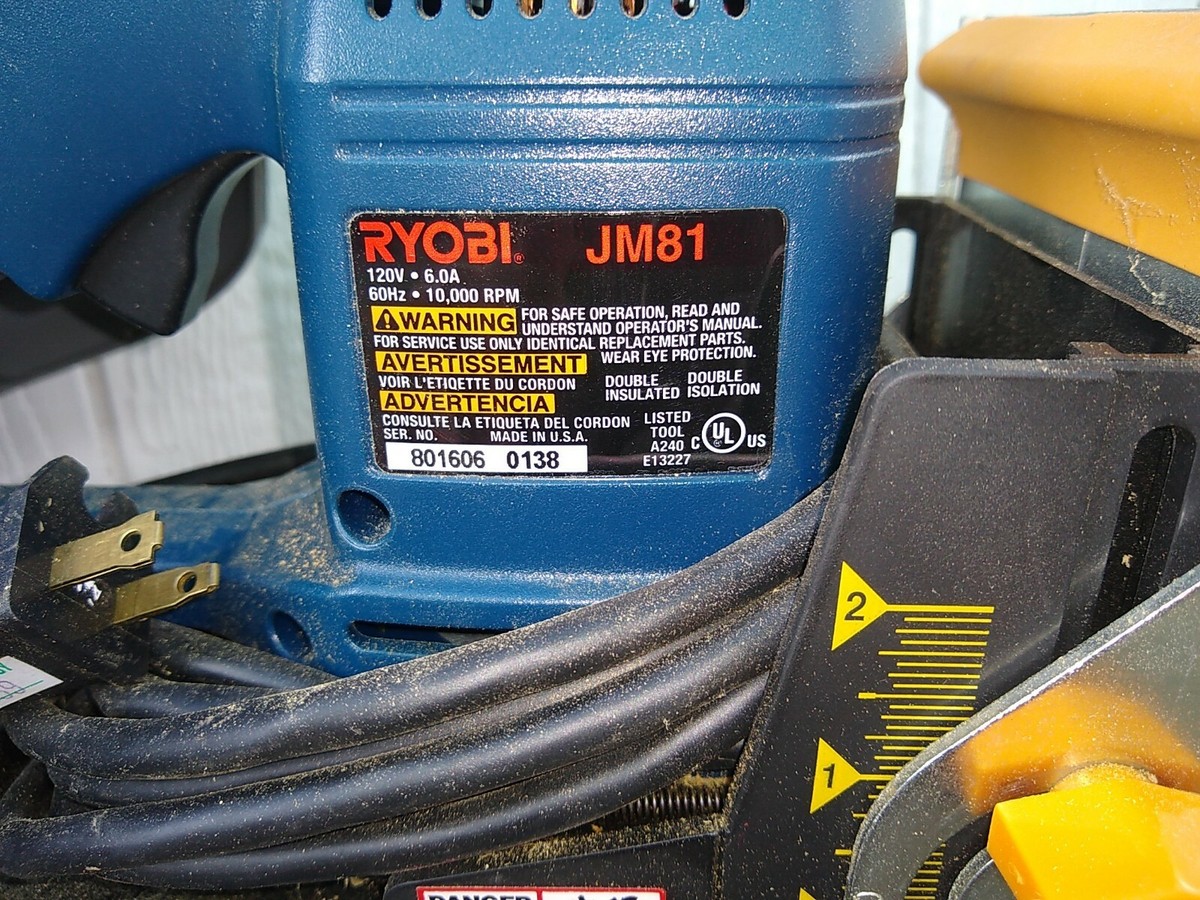 RYOBI® JM81
120V • 6.0A
60Hz • 10,000 RPM
WARNING FOR SAFE OPERATION, READ AND
UNDERSTAND OPERATOR'S MANUAL.
FOR SERVICE USE ONLY IDENTICAL REPLACEMENT PARTS.
AVERTISSEMENT WEAR EYE PROTECTION.
VOIR L'ETIQETTE DU CORDON
DOUBLE INSULATED
DOUBLE ISOLATION
ADVERTENCIA
CONSULTE LA ETIQUETA DEL CORDON
SER. NO. MADE IN U.S.A.
801606 0138
LISTED
TOOL
A240
E13227
C UL US
2
1
DANGER